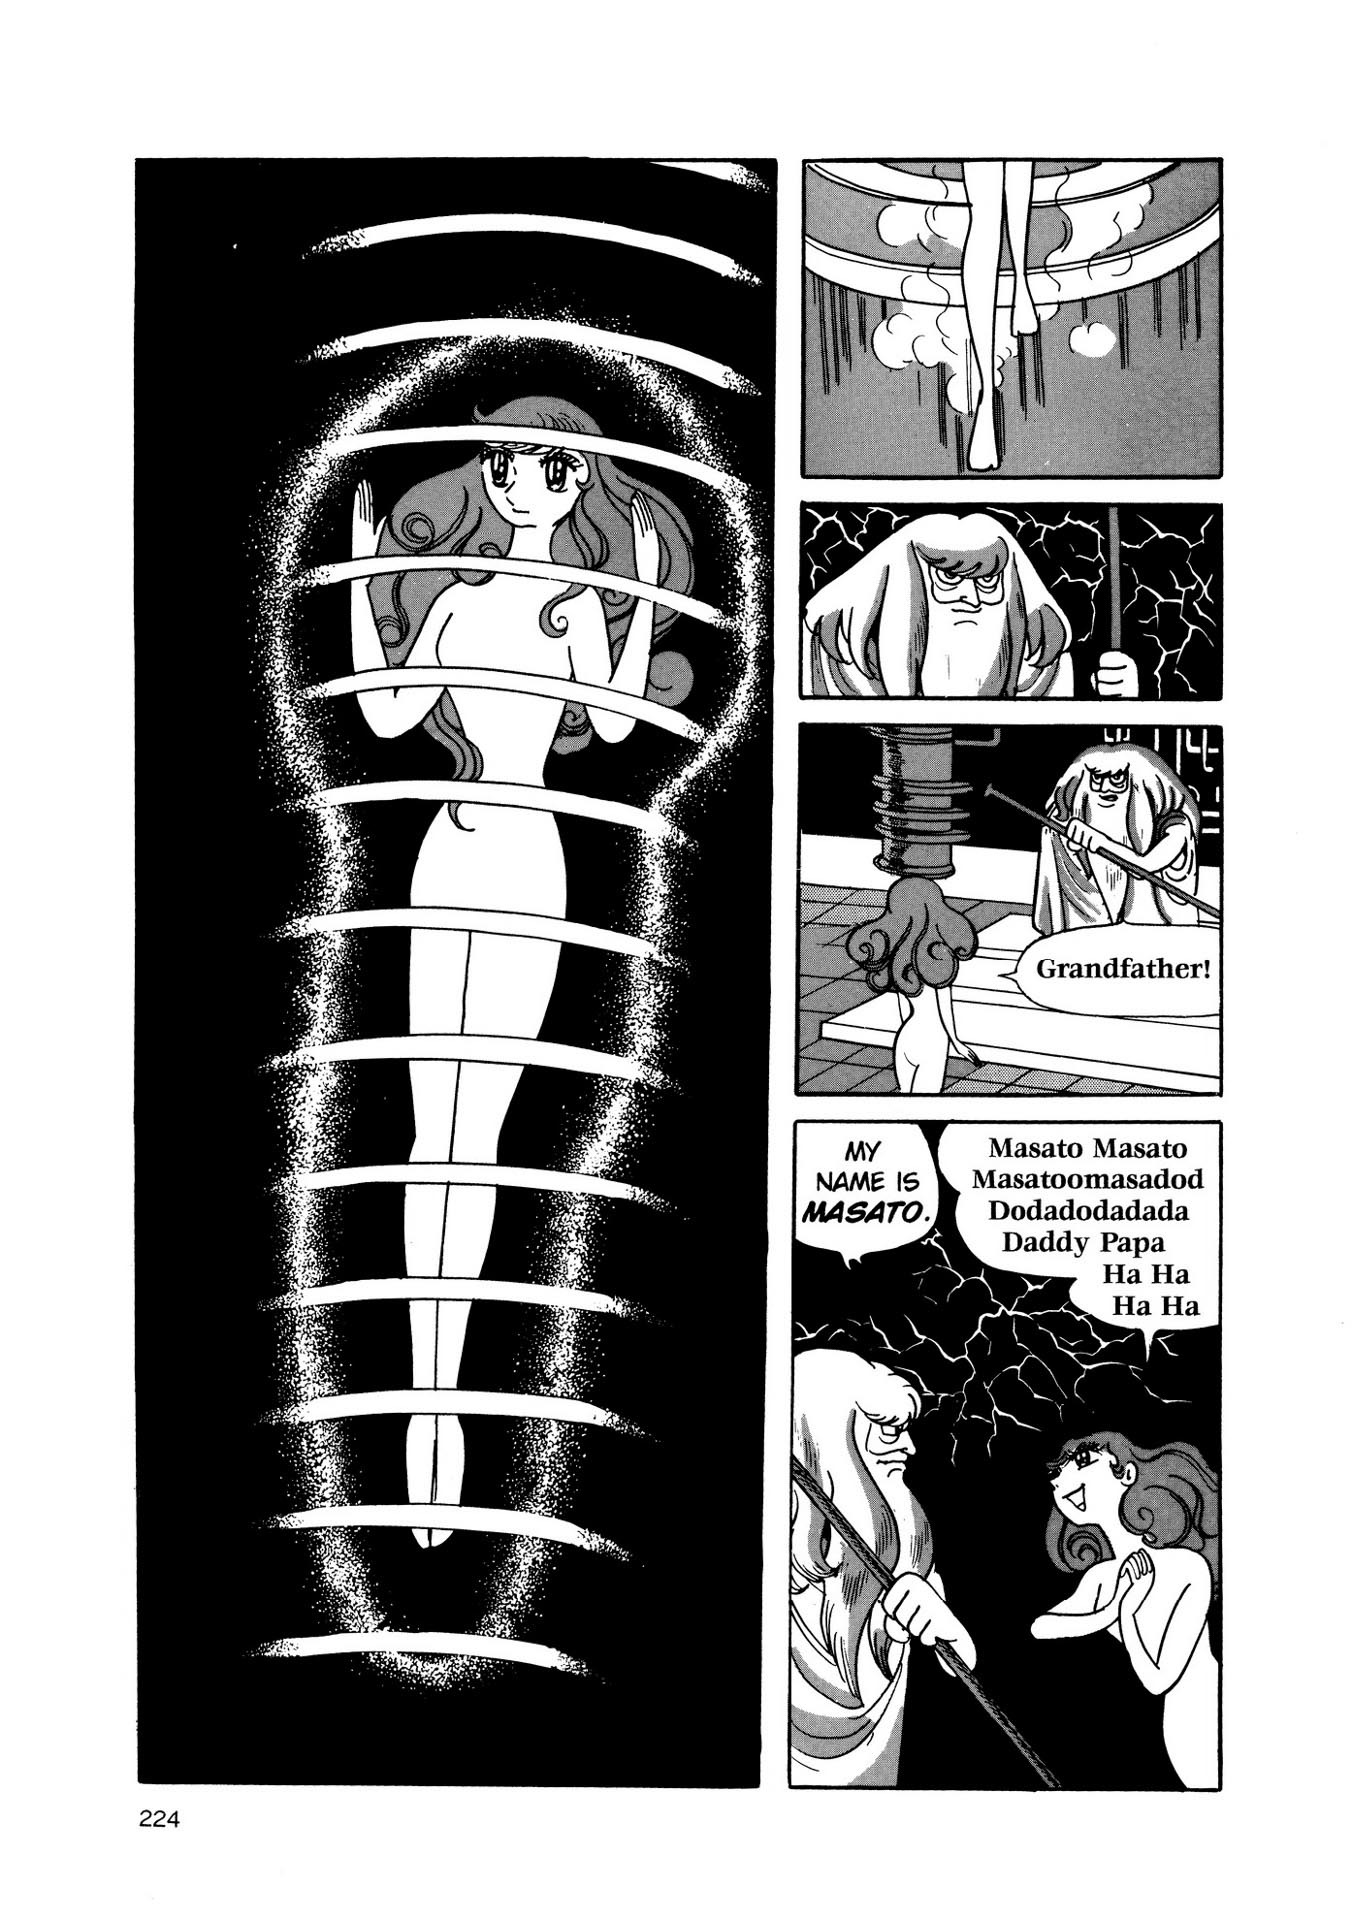 Grandfather!
MY
NAME IS
MASATO.
Masato Masato
Masatoomasadod
Dodadodadada
Daddy Papa
Ha Ha
Ha Ha
224